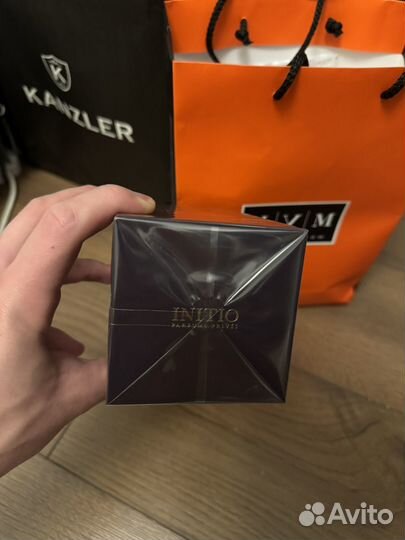 KANZLER
INITIO
PARFUMS PRIVÉS
Avito